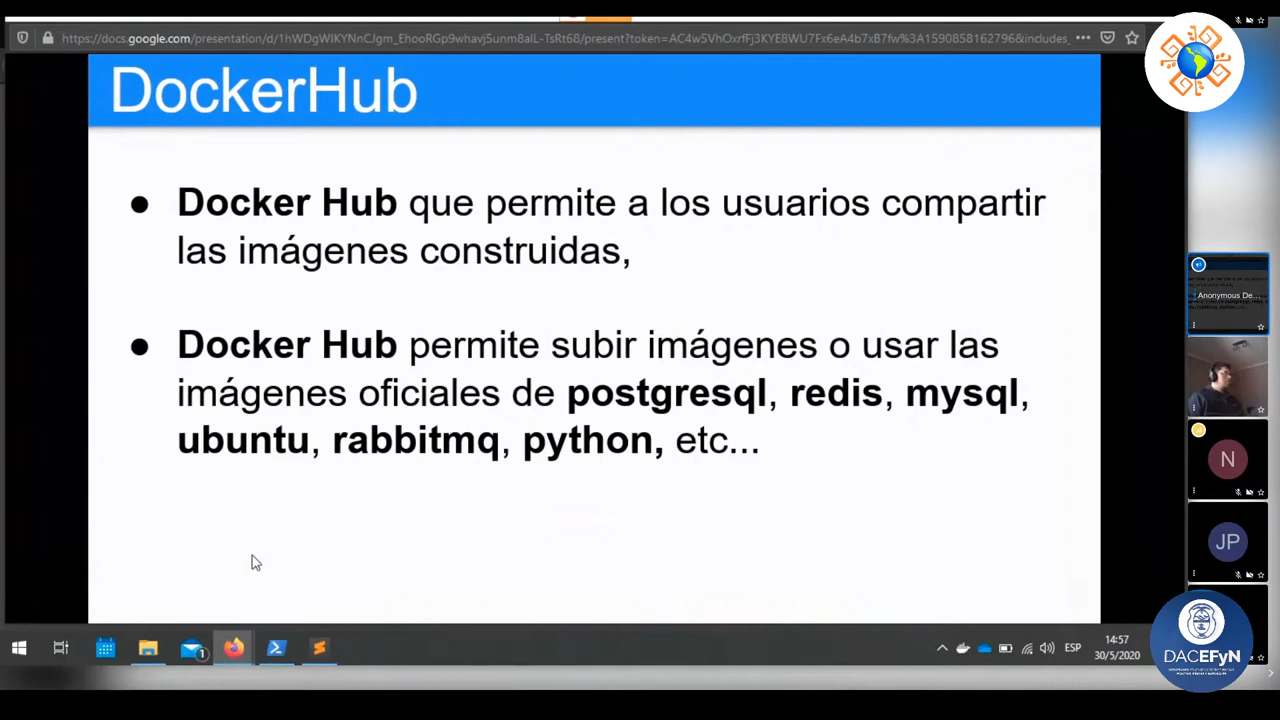 https://docs.google.com/presentation/d/1hWDgWIKYNnCJgm_EhooRGp9whavj5unm8alL-TsRt68/present?token=AC4w5VhOxrfFj3KYE8WU7Fx6eA4b7xB7fw%3A1590858162796&includes_
DockerHub
● Docker Hub que permite a los usuarios compartir
las imágenes construidas,
● Docker Hub permite subir imágenes o usar las
imágenes oficiales de postgresql, redis, mysql,
ubuntu, rabbitmq, python, etc...
Anonymous De...
N
JP
1
ESP
14:57
30/5/2020
DACEFyN